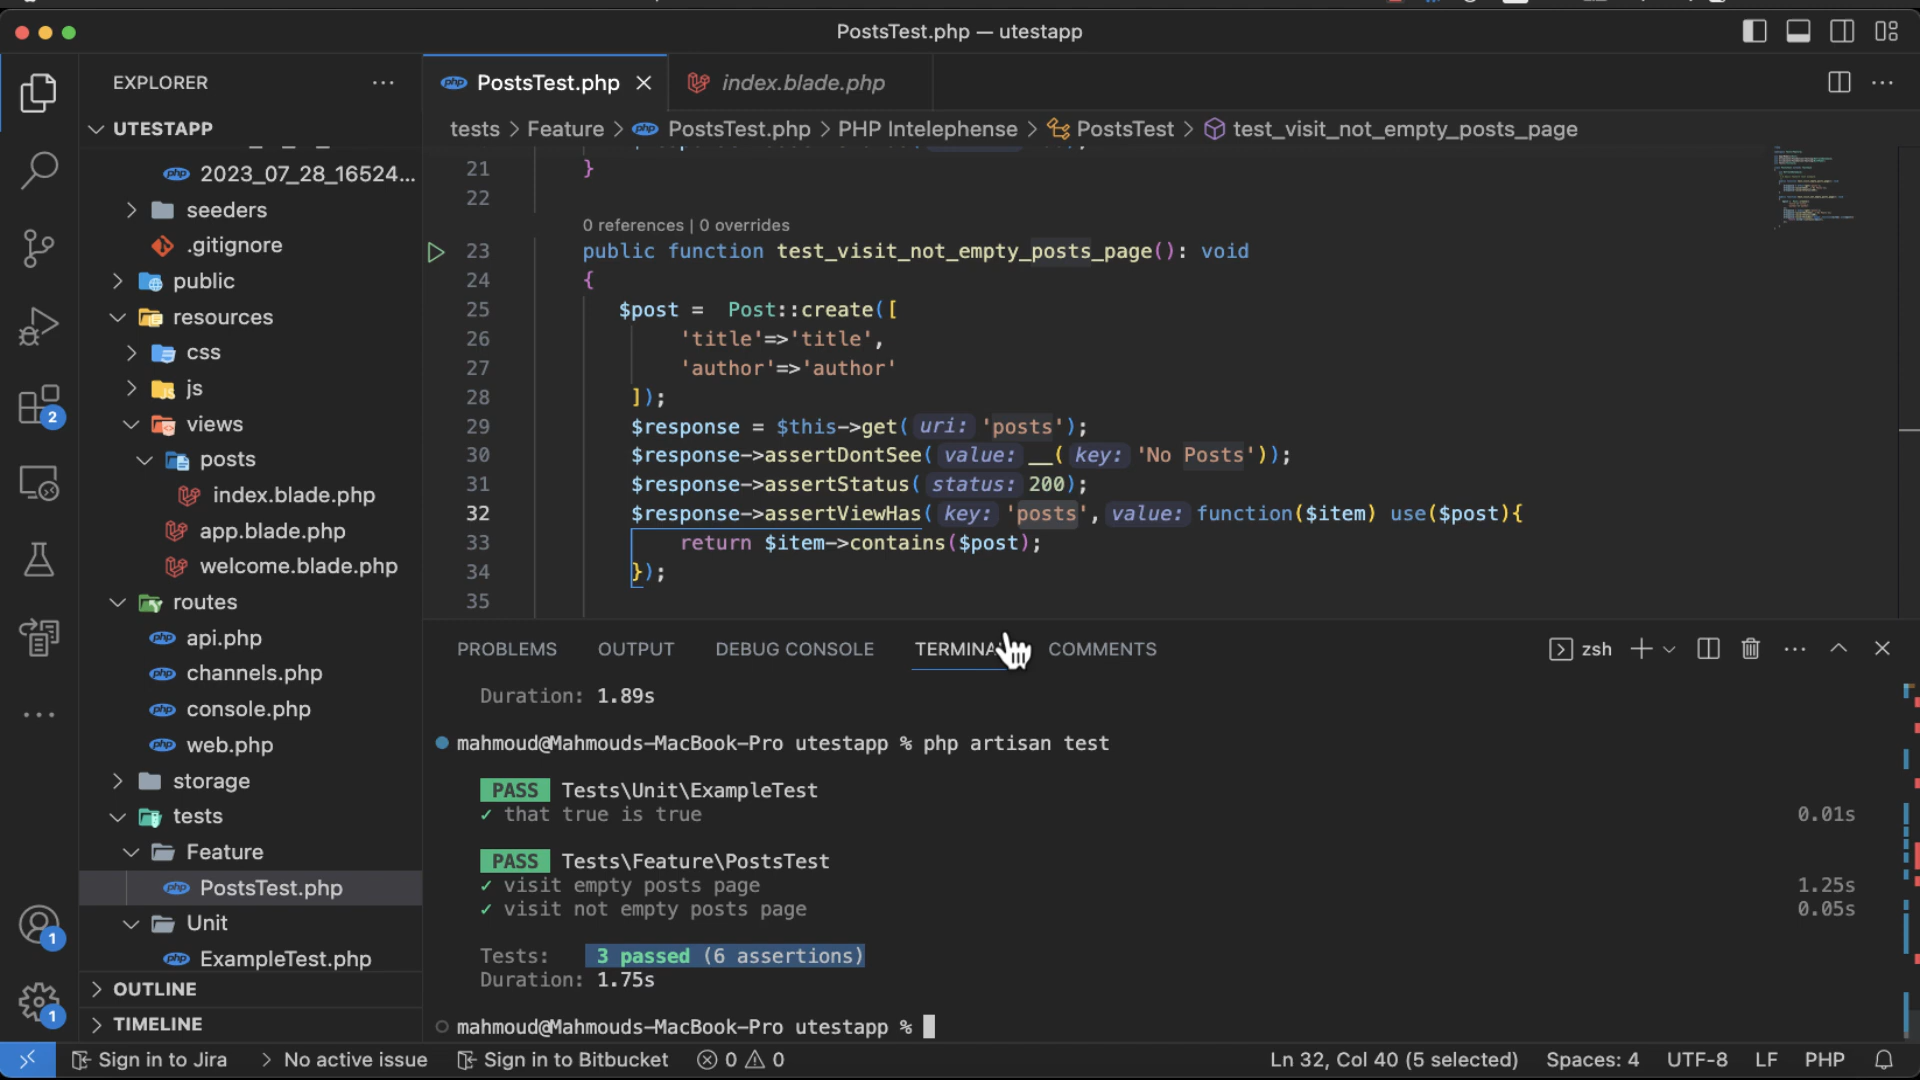 PostsTest.php — utestapp
EXPLORER
PostsTest.php
index.blade.php
UTESTAPP
tests > Feature > PostsTest.php > PHP Intelephense > PostsTest > test_visit_not_empty_posts_page
2023_07_28_16524...
seeders
.gitignore
public
resources
css
js
views
posts
index.blade.php
app.blade.php
welcome.blade.php
routes
api.php
channels.php
console.php
web.php
storage
tests
Feature
PostsTest.php
Unit
ExampleTest.php
OUTLINE
TIMELINE
2
1
1
21 }
22
0 references | 0 overrides
23 public function test_visit_not_empty_posts_page(): void
24 {
25 $post = Post::create([
26 'title'=>'title',
27 'author'=>'author'
28 ]);
29 $response = $this->get( uri: 'posts');
30 $response->assertDontSee( value: __( key: 'No Posts'));
31 $response->assertStatus( status: 200);
32 $response->assertViewHas( key: 'posts', value: function($item) use($post){
33 return $item->contains($post);
34 });
35
PROBLEMS OUTPUT DEBUG CONSOLE TERMINA COMMENTS
zsh
Duration: 1.89s
mahmoud@Mahmouds-MacBook-Pro utestapp % php artisan test
PASS Tests\Unit\ExampleTest
✓ that true is true 0.01s
PASS Tests\Feature\PostsTest
✓ visit empty posts page 1.25s
✓ visit not empty posts page 0.05s
Tests: 3 passed (6 assertions)
Duration: 1.75s
mahmoud@Mahmouds-MacBook-Pro utestapp %
Sign in to Jira > No active issue Sign in to Bitbucket 0 0 Ln 32, Col 40 (5 selected) Spaces: 4 UTF-8 LF PHP